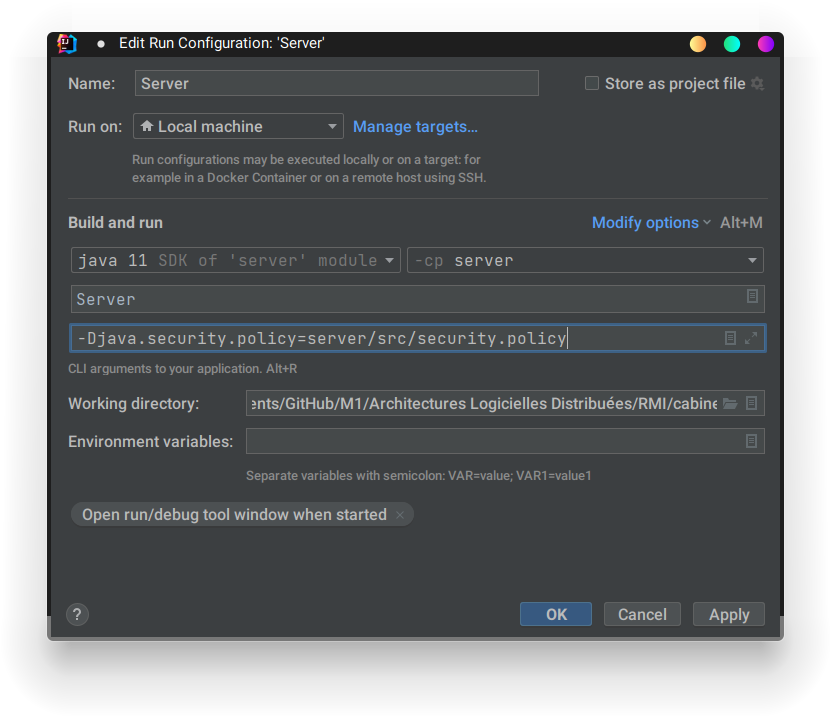 Edit Run Configuration: 'Server'
Name: Server Store as project file
Run on: Local machine Manage targets...
Run configurations may be executed locally or on a target: for
example in a Docker Container or on a remote host using SSH.
Build and run Modify options Alt+M
java 11 SDK of 'server' module -cp server
Server
-Djava.security.policy=server/src/security.policy
CLI arguments to your application. Alt+R
Working directory: ents/GitHub/M1/Architectures Logicielles Distribuées/RMI/cabine
Environment variables:
Separate variables with semicolon: VAR=value; VAR1=value1
Open run/debug tool window when started ×
? OK Cancel Apply